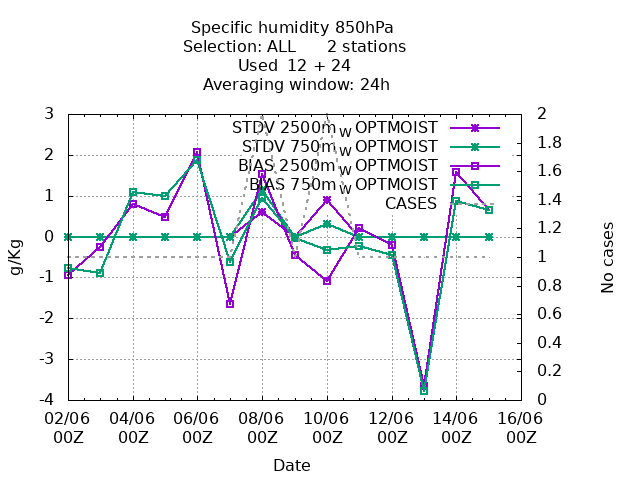 Specific humidity 850hPa
Selection: ALL      2 stations
Used  12 + 24
Averaging window: 24h
STDV 2500m_W OPTMOIST
STDV 750m_W OPTMOIST
BIAS 2500m_W OPTMOIST
BIAS 750m_W OPTMOIST
CASES
3
2
1
0
-1
-2
-3
-4
g/Kg
2
1.8
1.6
1.4
1.2
1
0.8
0.6
0.4
0.2
0
No cases
02/06 04/06 06/06 08/06 10/06 12/06 14/06 16/06
00Z 00Z 00Z 00Z 00Z 00Z 00Z 00Z
Date